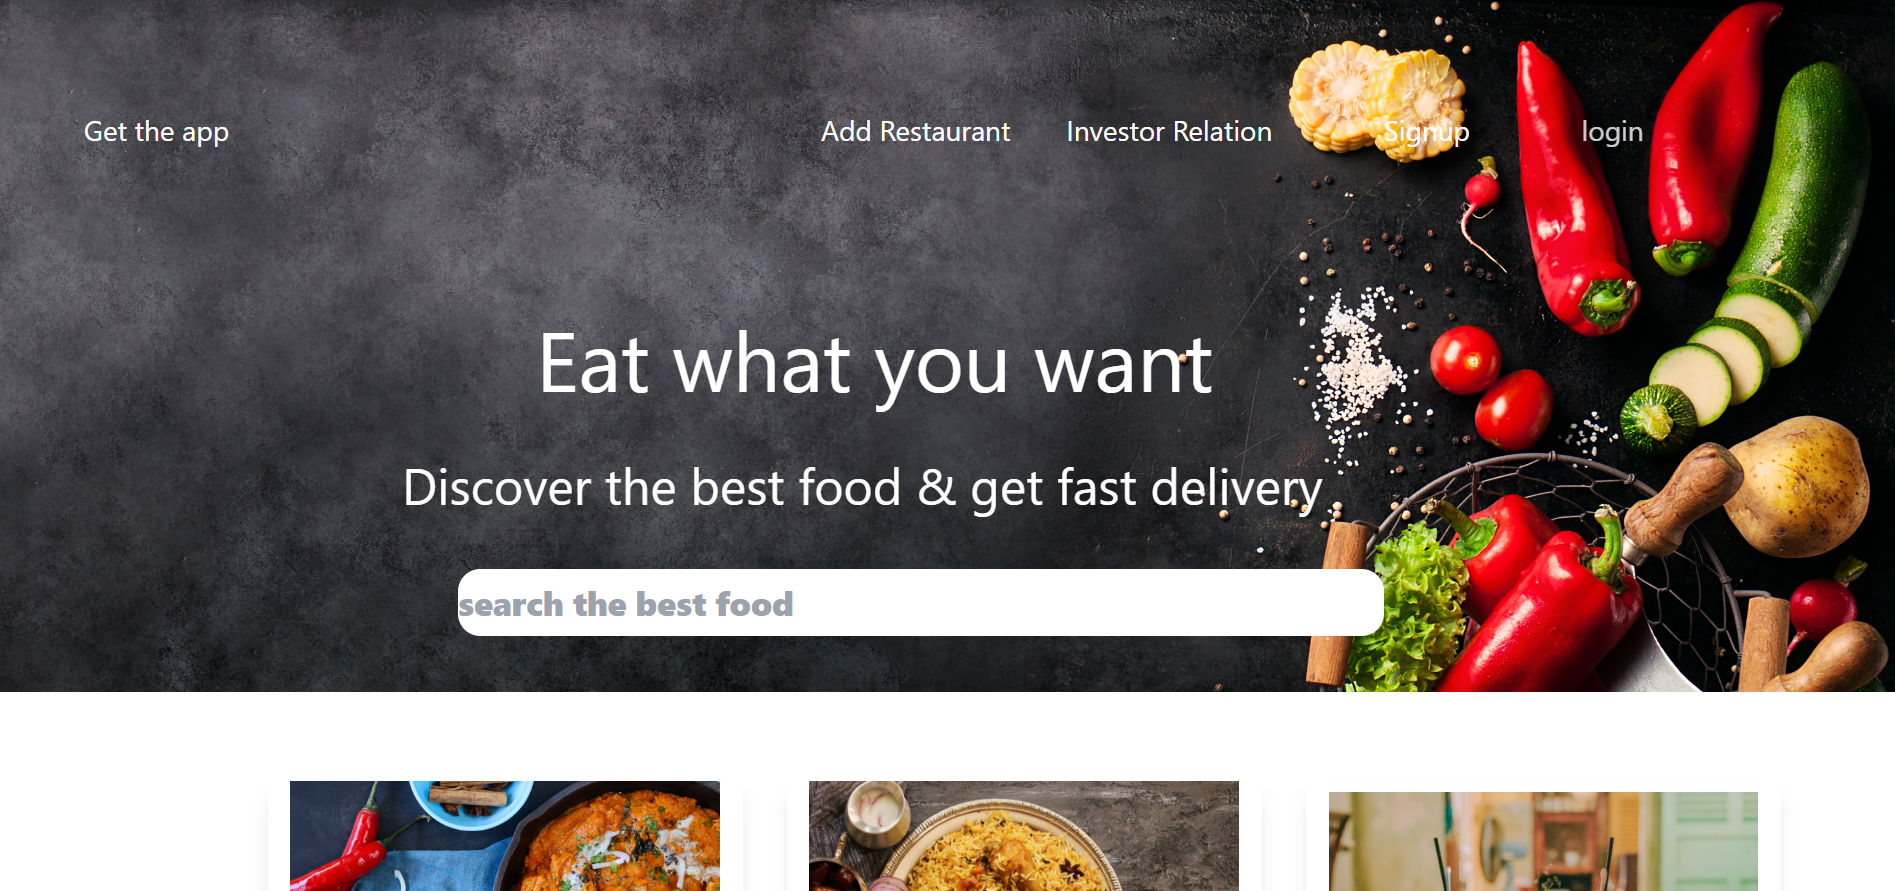 Get the app Add Restaurant Investor Relation Signup login
Eat what you want
Discover the best food & get fast delivery
search the best food